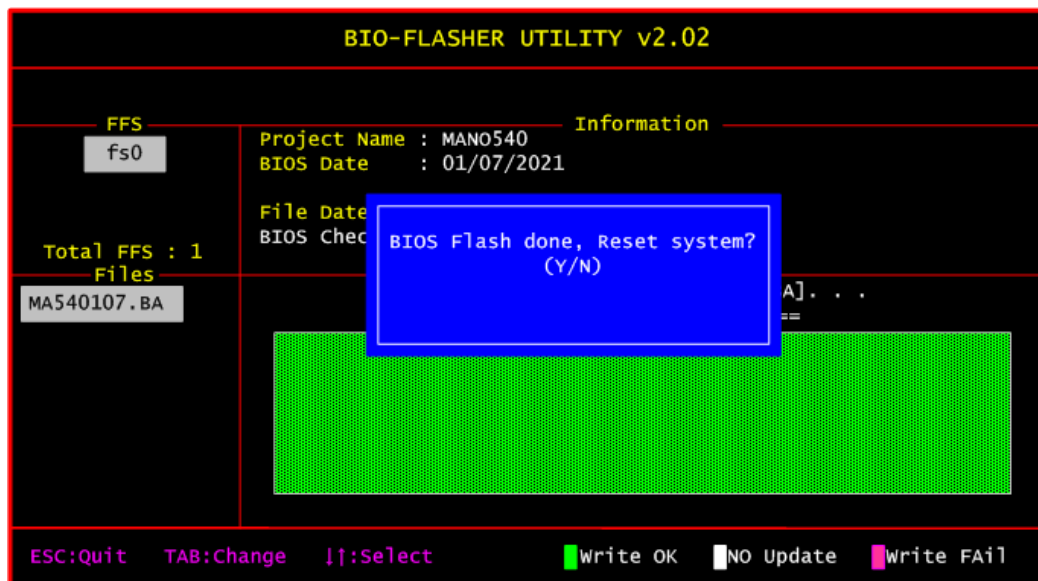 BIO-FLASHER UTILITY v2.02
FFS
fs0
Total FFS : 1
Information
Project Name : MANO540
BIOS Date : 01/07/2021
File Date
BIOS Chec
BIOS Flash done, Reset system?
(Y/N)
Files
MA540107.BA
A]. . .
==
ESC:Quit TAB:Change ↓↑:Select Write OK NO Update Write FAil